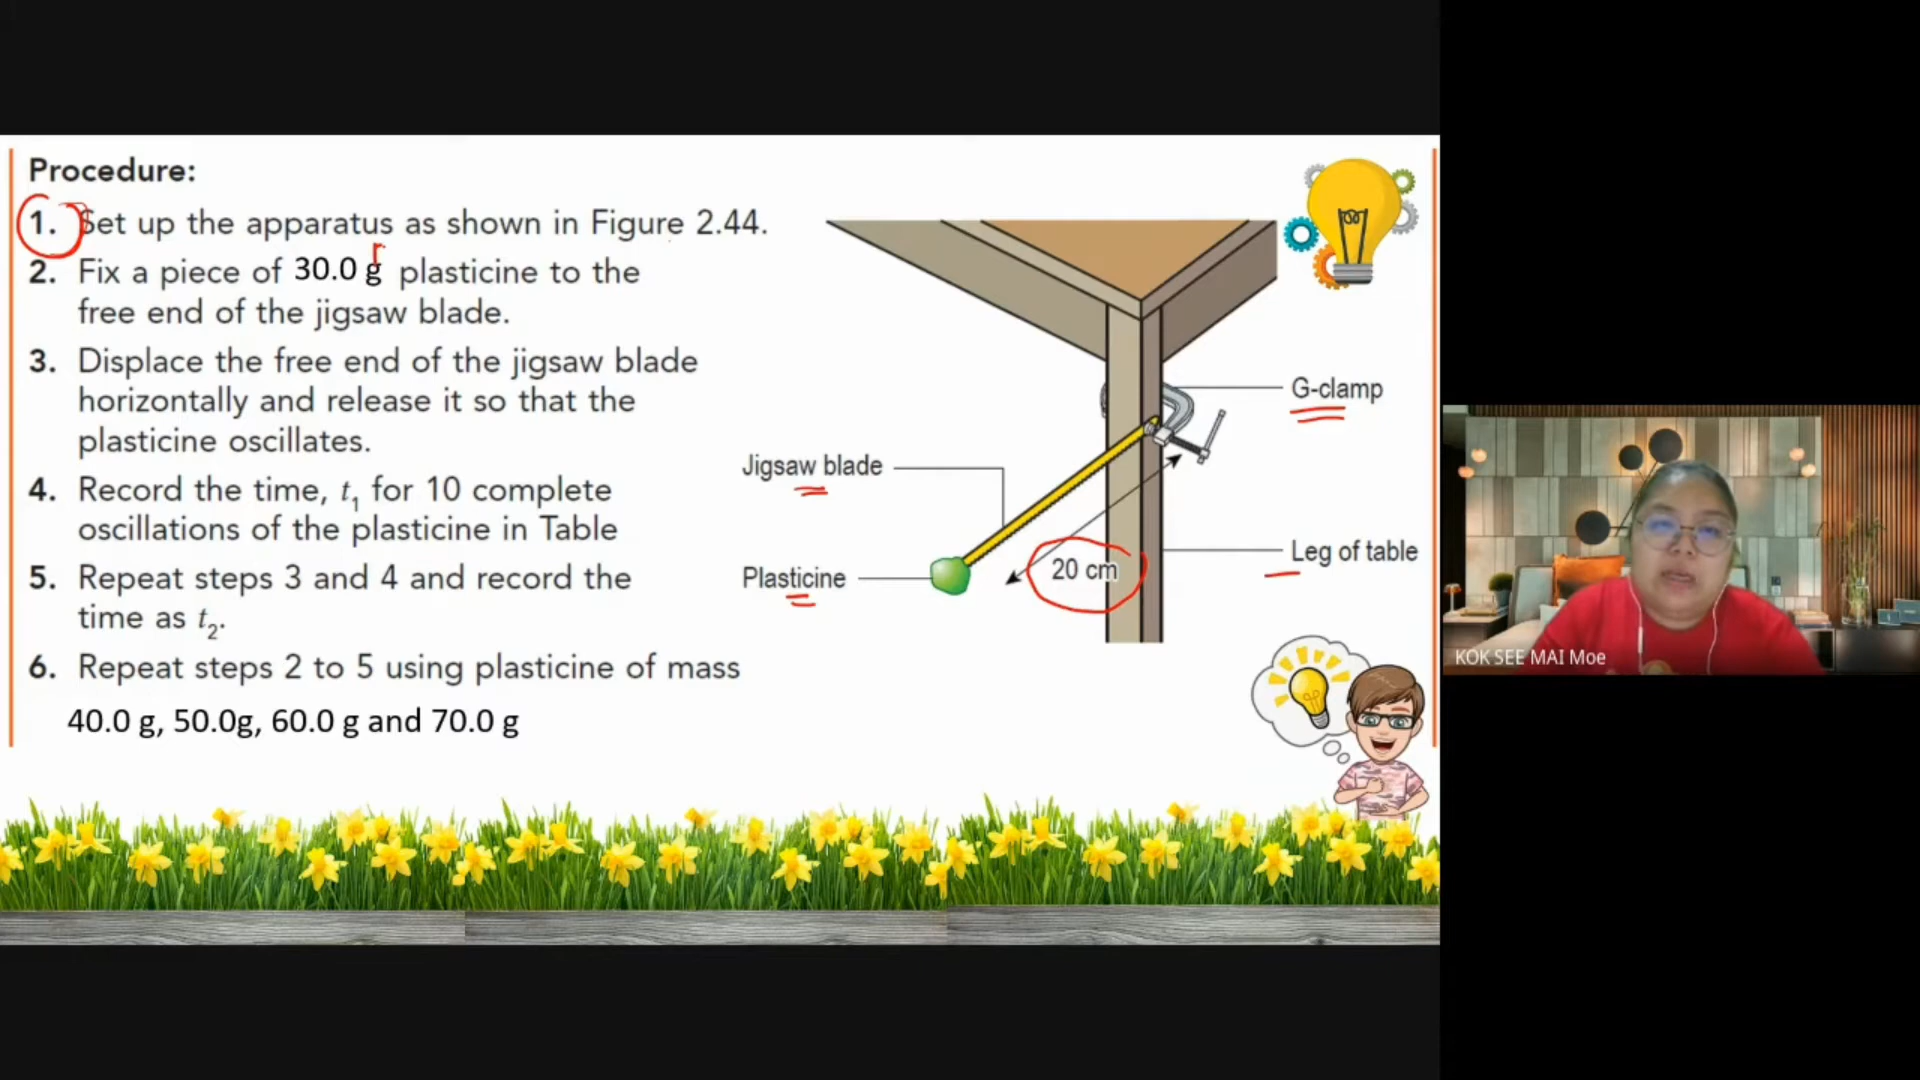 Procedure:
1. Set up the apparatus as shown in Figure 2.44.
2. Fix a piece of 30.0 g plasticine to the
free end of the jigsaw blade.
3. Displace the free end of the jigsaw blade
horizontally and release it so that the
plasticine oscillates.
4. Record the time, t₁ for 10 complete
oscillations of the plasticine in Table
5. Repeat steps 3 and 4 and record the
time as t₂.
6. Repeat steps 2 to 5 using plasticine of mass
40.0 g, 50.0g, 60.0 g and 70.0 g
G-clamp
Jigsaw blade
Leg of table
20 cm
Plasticine
KOK SEE MAI Moe